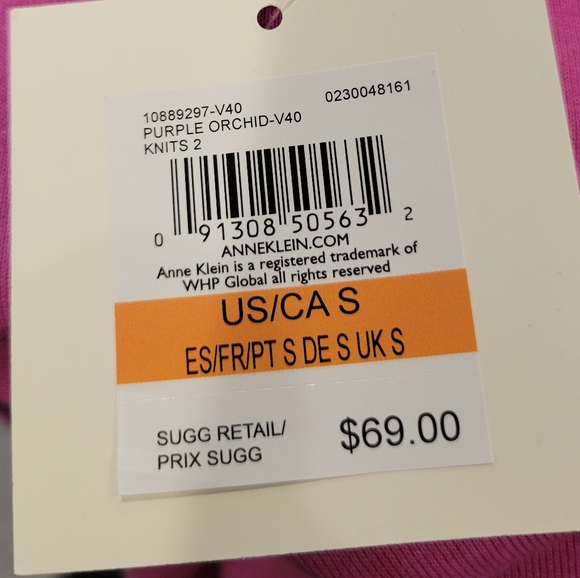 10889297-V40 0230048161
PURPLE ORCHID-V40
KNITS 2
0 91308 50563 2
ANNEKLEIN.COM
Anne Klein is a registered trademark of
WHP Global all rights reserved
US/CA S
ES/FR/PT S DE S UK S
SUGG RETAIL/ $69.00
PRIX SUGG